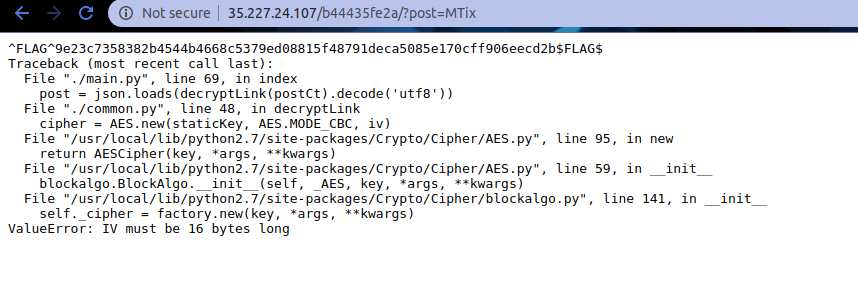 Not secure | 35.227.24.107/b44435fe2a/?post=MTix
^FLAG^9e23c7358382b4544b4668c5379ed08815f48791deca5085e170cff906eecd2b$FLAG$
Traceback (most recent call last):
  File "./main.py", line 69, in index
    post = json.loads(decryptLink(postCt).decode('utf8'))
  File "./common.py", line 48, in decryptLink
    cipher = AES.new(staticKey, AES.MODE_CBC, iv)
  File "/usr/local/lib/python2.7/site-packages/Crypto/Cipher/AES.py", line 95, in new
    return AESCipher(key, *args, **kwargs)
  File "/usr/local/lib/python2.7/site-packages/Crypto/Cipher/AES.py", line 59, in __init__
    blockalgo.BlockAlgo.__init__(self, _AES, key, *args, **kwargs)
  File "/usr/local/lib/python2.7/site-packages/Crypto/Cipher/blockalgo.py", line 141, in __init__
    self._cipher = factory.new(key, *args, **kwargs)
ValueError: IV must be 16 bytes long